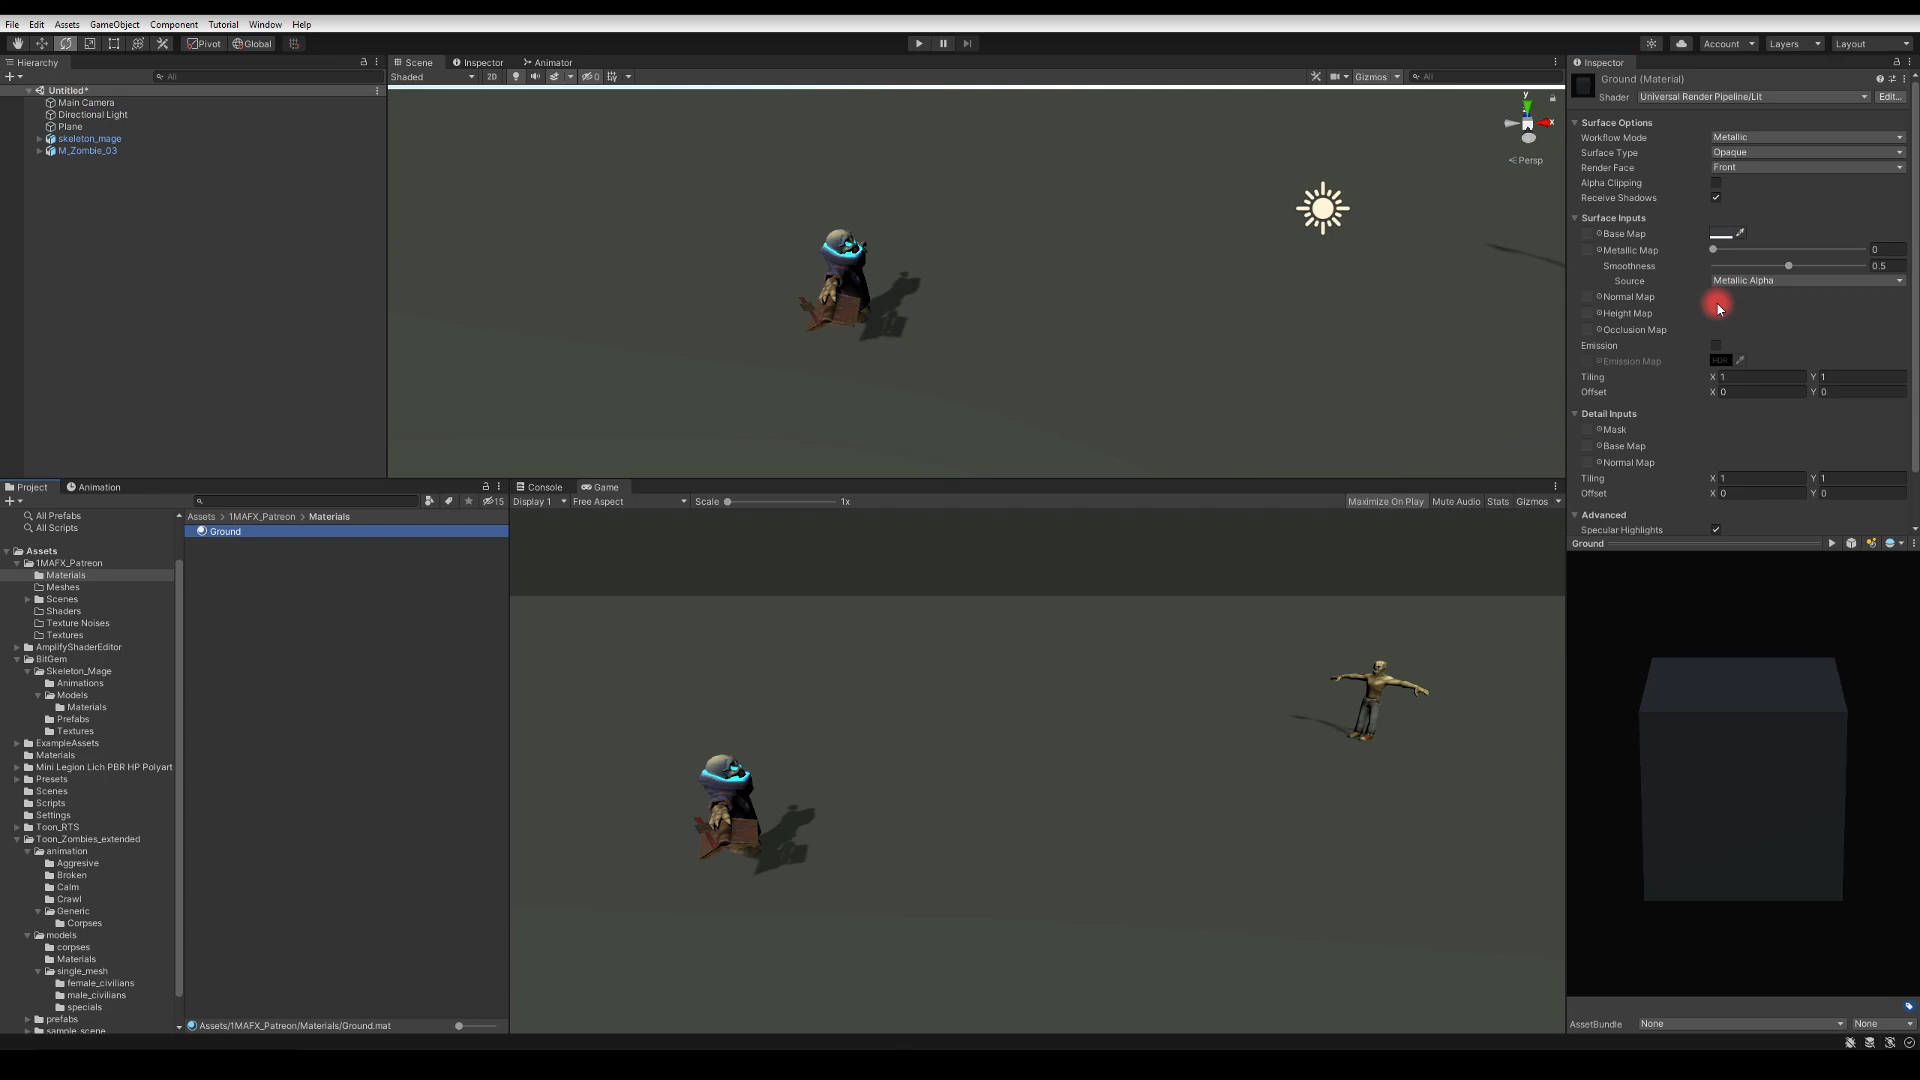 File Edit Assets GameObject Component Tutorial Window Help
Pivot Global Account Layers Layout
Hierarchy
All
Untitled*
Main Camera
Directional Light
Plane
skeleton_mage
M_Zombie_03
Scene Inspector Animator
Shaded 2D 0 Gizmos All
y
x
Persp
Inspector
Ground (Material)
Shader Universal Render Pipeline/Lit Edit...
Surface Options
Workflow Mode Metallic
Surface Type Opaque
Render Face Front
Alpha Clipping
Receive Shadows
Surface Inputs
Base Map
Metallic Map 0
Smoothness 0.5
Source Metallic Alpha
Normal Map
Height Map
Occlusion Map
Emission
Emission Map HDR
Tiling X 1 Y 1
Offset X 0 Y 0
Detail Inputs
Mask
Base Map
Normal Map
Tiling X 1 Y 1
Offset X 0 Y 0
Advanced
Specular Highlights
Ground
AssetBundle None None
Project Animation
15
All Prefabs
All Scripts
Assets
1MAFX_Patreon
Materials
Meshes
Scenes
Shaders
Texture Noises
Textures
AmplifyShaderEditor
BitGem
Skeleton_Mage
Animations
Models
Materials
Prefabs
Textures
ExampleAssets
Materials
Mini Legion Lich PBR HP Polyart
Presets
Scenes
Scripts
Settings
Toon_RTS
Toon_Zombies_extended
animation
Aggresive
Broken
Calm
Crawl
Generic
Corpses
models
corpses
Materials
single_mesh
female_civilians
male_civilians
specials
prefabs
sample_scene
Assets > 1MAFX_Patreon > Materials
Ground
Assets/1MAFX_Patreon/Materials/Ground.mat
Console Game
Display 1 Free Aspect Scale 1x Maximize On Play Mute Audio Stats Gizmos